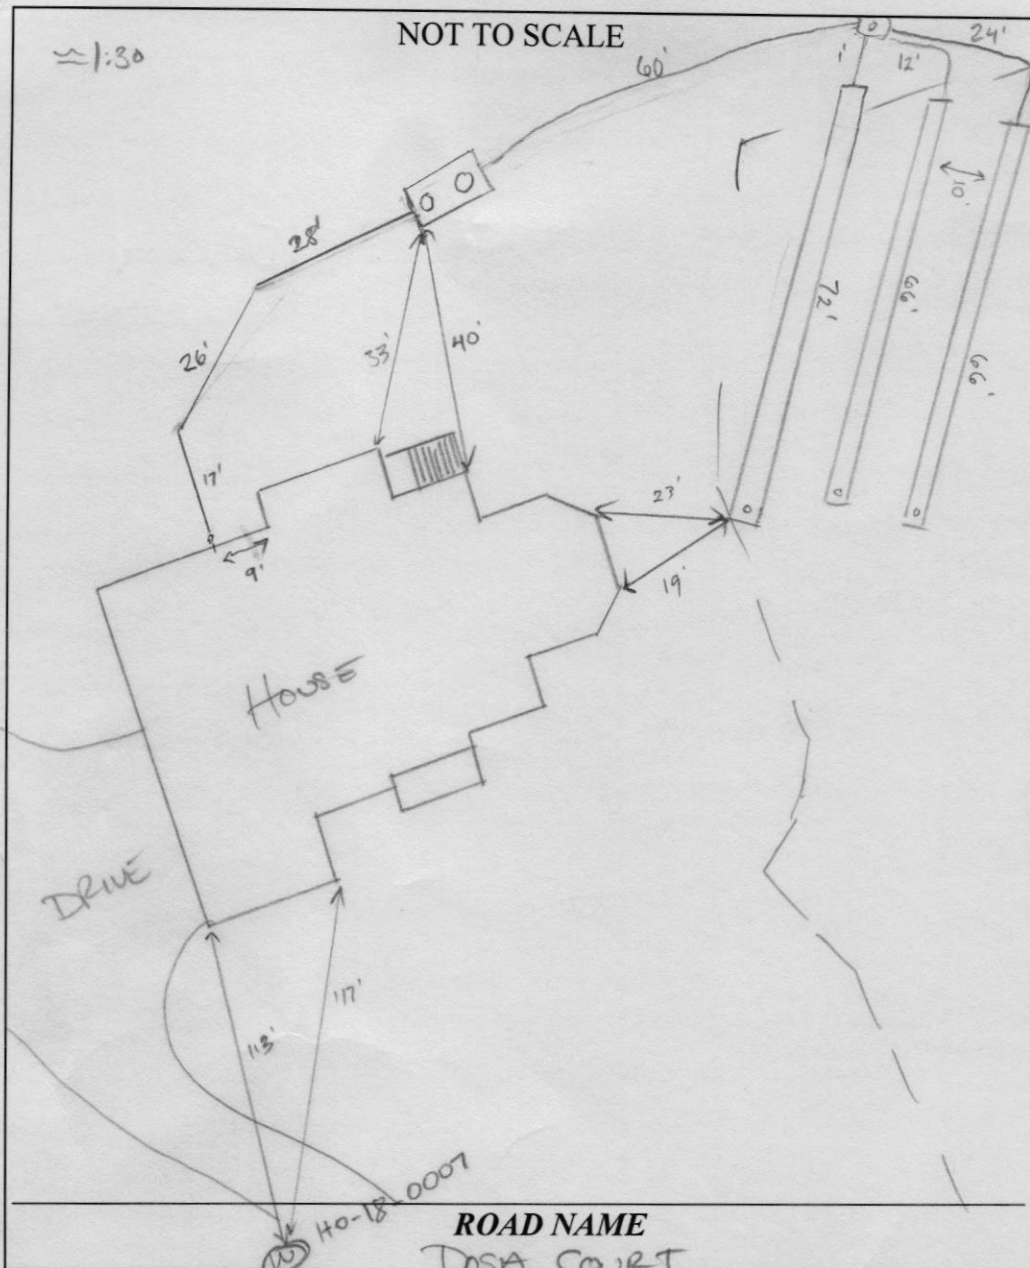 NOT TO SCALE
≈1:30
60'
24'
1'
12'
10'
28'
26'
33'
40'
72'
66'
66'
17'
9'
23'
19'
HOUSE
DRIVE
113'
117'
HO-18-0007
W
ROAD NAME
DOSA COURT